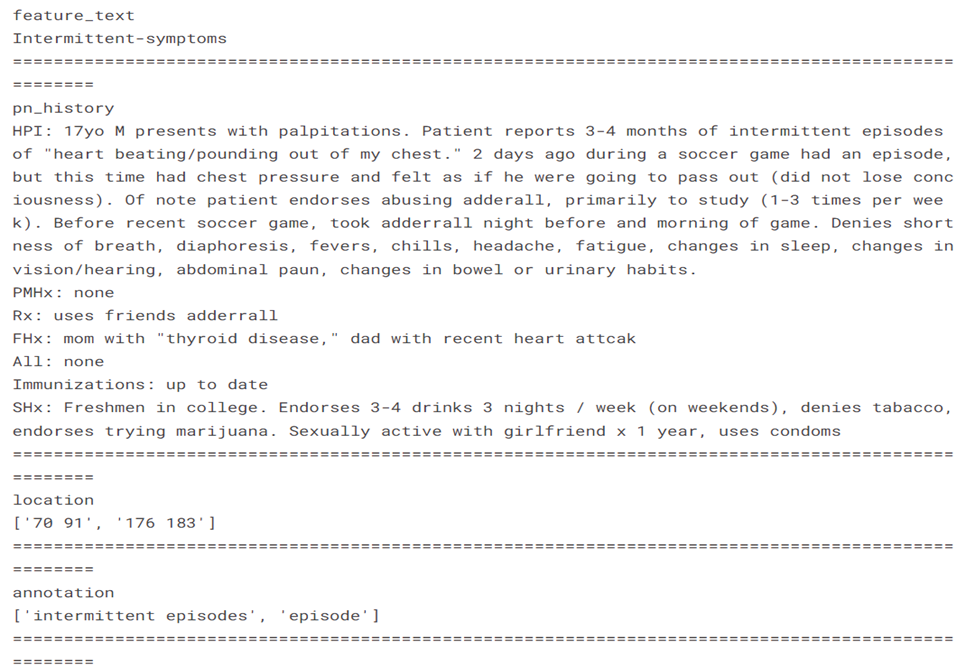 feature_text
Intermittent-symptoms
============================================================================================
========
pn_history
HPI: 17yo M presents with palpitations. Patient reports 3-4 months of intermittent episodes
of "heart beating/pounding out of my chest." 2 days ago during a soccer game had an episode,
but this time had chest pressure and felt as if he were going to pass out (did not lose conc
iousness). Of note patient endorses abusing adderall, primarily to study (1-3 times per wee
k). Before recent soccer game, took adderrall night before and morning of game. Denies short
ness of breath, diaphoresis, fevers, chills, headache, fatigue, changes in sleep, changes in
vision/hearing, abdominal paun, changes in bowel or urinary habits.
PMHx: none
Rx: uses friends adderrall
FHx: mom with "thyroid disease," dad with recent heart attcak
All: none
Immunizations: up to date
SHx: Freshmen in college. Endorses 3-4 drinks 3 nights / week (on weekends), denies tabacco,
endorses trying marijuana. Sexually active with girlfriend x 1 year, uses condoms
============================================================================================
========
location
['70 91', '176 183']
============================================================================================
========
annotation
['intermittent episodes', 'episode']
============================================================================================
========